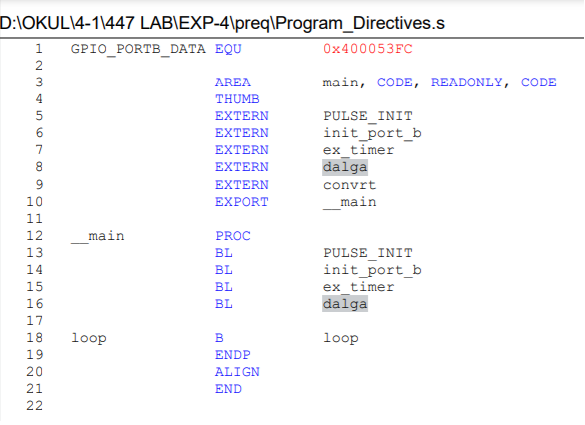 D:\OKUL\4-1\447 LAB\EXP-4\preq\Program_Directives.s
1 GPIO_PORTB_DATA EQU 0x400053FC
2
3 AREA main, CODE, READONLY, CODE
4 THUMB
5 EXTERN PULSE_INIT
6 EXTERN init_port_b
7 EXTERN ex_timer
8 EXTERN dalga
9 EXTERN convrt
10 EXPORT __main
11
12 __main PROC
13 BL PULSE_INIT
14 BL init_port_b
15 BL ex_timer
16 BL dalga
17
18 loop B loop
19 ENDP
20 ALIGN
21 END
22